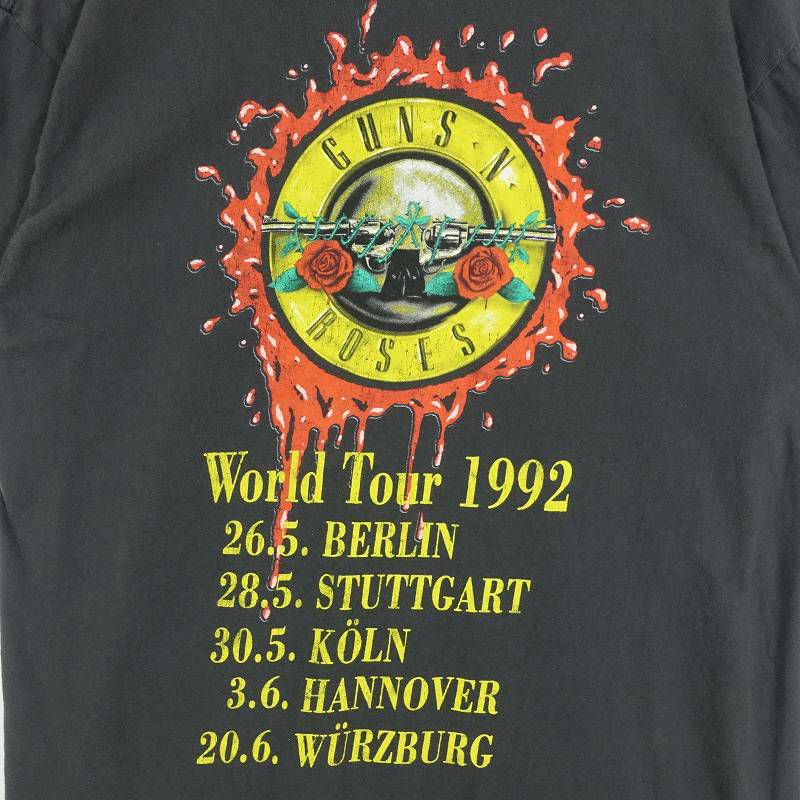 GUNS N'
ROSES
World Tour 1992
26.5. BERLIN
28.5. STUTTGART
30.5. KÖLN
3.6. HANNOVER
20.6. WÜRZBURG